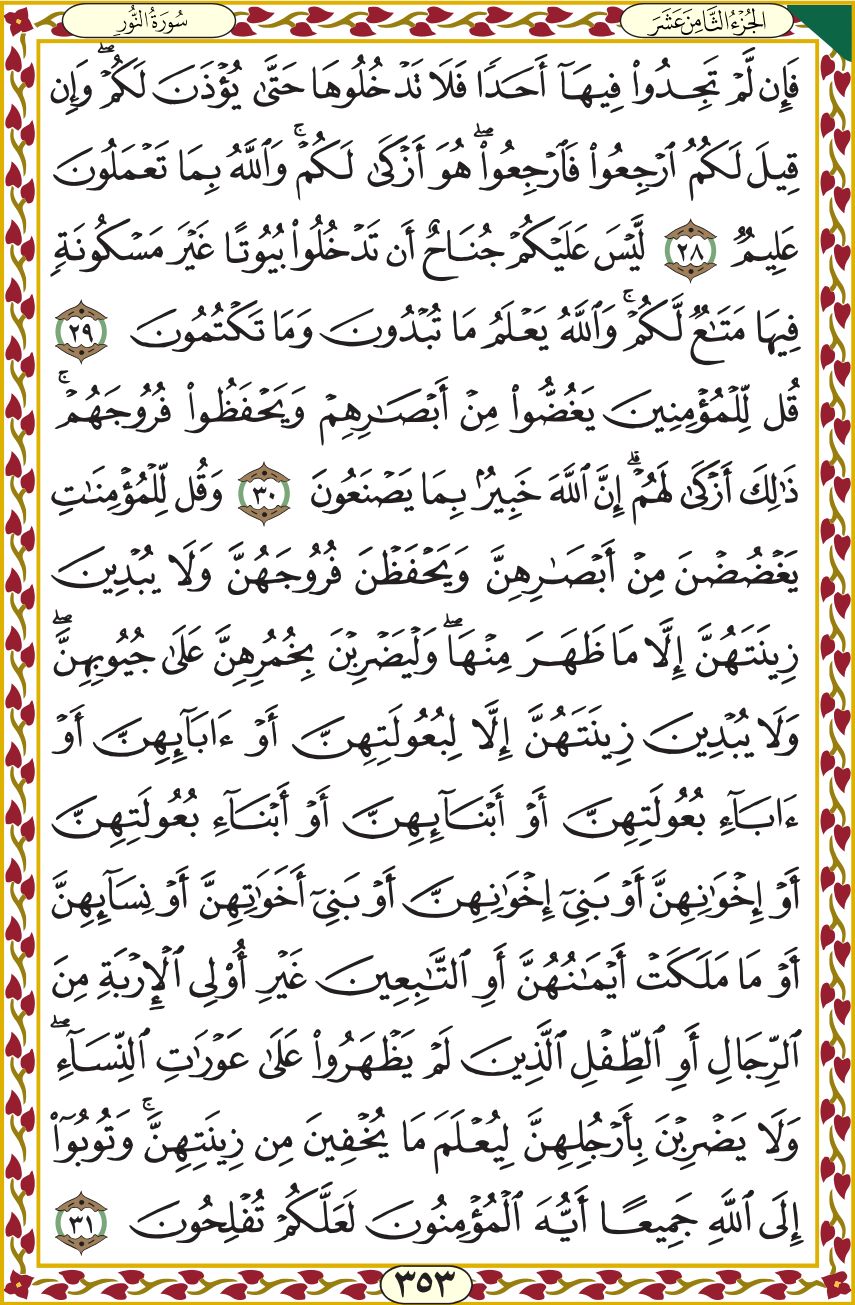 الجُزْءُ الثَّامِنَ عَشَرَ
سُورَةُ النُّور
فَإِن لَّمْ تَجِدُوا۟ فِيهَآ أَحَدًا فَلَا تَدْخُلُوهَا حَتَّىٰ يُؤْذَنَ لَكُمْ ۖ وَإِن
قِيلَ لَكُمُ ٱرْجِعُوا۟ فَٱرْجِعُوا۟ ۖ هُوَ أَزْكَىٰ لَكُمْ ۚ وَٱللَّهُ بِمَا تَعْمَلُونَ
عَلِيمٌ ٢٨ لَّيْسَ عَلَيْكُمْ جُنَاحٌ أَن تَدْخُلُوا۟ بُيُوتًا غَيْرَ مَسْكُونَةٍ
فِيهَا مَتَـٰعٌ لَّكُمْ ۚ وَٱللَّهُ يَعْلَمُ مَا تُبْدُونَ وَمَا تَكْتُمُونَ ٢٩
قُل لِّلْمُؤْمِنِينَ يَغُضُّوا۟ مِنْ أَبْصَـٰرِهِمْ وَيَحْفَظُوا۟ فُرُوجَهُمْ ۚ
ذَٰلِكَ أَزْكَىٰ لَهُمْ ۗ إِنَّ ٱللَّهَ خَبِيرٌۢ بِمَا يَصْنَعُونَ ٣٠ وَقُل لِّلْمُؤْمِنَـٰتِ
يَغْضُضْنَ مِنْ أَبْصَـٰرِهِنَّ وَيَحْفَظْنَ فُرُوجَهُنَّ وَلَا يُبْدِينَ
زِينَتَهُنَّ إِلَّا مَا ظَهَرَ مِنْهَا ۖ وَلْيَضْرِبْنَ بِخُمُرِهِنَّ عَلَىٰ جُيُوبِهِنَّ ۖ
وَلَا يُبْدِينَ زِينَتَهُنَّ إِلَّا لِبُعُولَتِهِنَّ أَوْ ءَابَآئِهِنَّ أَوْ
ءَابَآءِ بُعُولَتِهِنَّ أَوْ أَبْنَآئِهِنَّ أَوْ أَبْنَآءِ بُعُولَتِهِنَّ
أَوْ إِخْوَٰنِهِنَّ أَوْ بَنِىٓ إِخْوَٰنِهِنَّ أَوْ بَنِىٓ أَخَوَٰتِهِنَّ أَوْ نِسَآئِهِنَّ
أَوْ مَا مَلَكَتْ أَيْمَـٰنُهُنَّ أَوِ ٱلتَّـٰبِعِينَ غَيْرِ أُو۟لِى ٱلْإِرْبَةِ مِنَ
ٱلرِّجَالِ أَوِ ٱلطِّفْلِ ٱلَّذِينَ لَمْ يَظْهَرُوا۟ عَلَىٰ عَوْرَٰتِ ٱلنِّسَآءِ ۖ
وَلَا يَضْرِبْنَ بِأَرْجُلِهِنَّ لِيُعْلَمَ مَا يُخْفِينَ مِن زِينَتِهِنَّ ۚ وَتُوبُوٓا۟
إِلَى ٱللَّهِ جَمِيعًا أَيُّهَ ٱلْمُؤْمِنُونَ لَعَلَّكُمْ تُفْلِحُونَ ٣١
٣٥٣